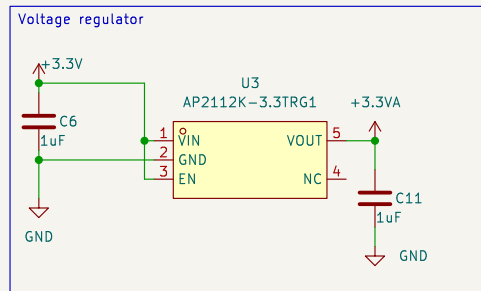 Voltage regulator
+3.3V
U3
AP2112K-3.3TRG1
+3.3VA
C6
1uF
1 VIN
2 GND
3 EN
VOUT 5
NC 4
C11
1uF
GND
GND